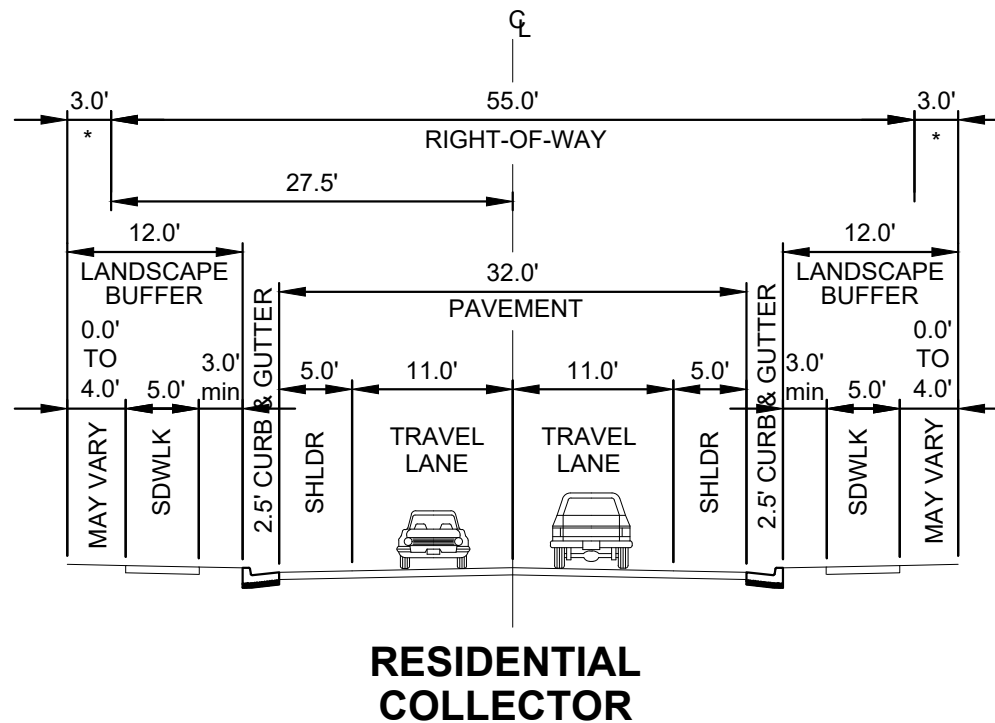 ℄
3.0' 55.0' 3.0'
* RIGHT-OF-WAY *
27.5'
12.0' 12.0'
LANDSCAPE
BUFFER
32.0'
PAVEMENT
LANDSCAPE
BUFFER
0.0'
TO
4.0'
5.0'
3.0'
min
5.0' 11.0' 11.0' 5.0'
3.0'
min
5.0'
0.0'
TO
4.0'
MAY VARY
SDWLK
2.5' CURB & GUTTER
SHLDR
TRAVEL
LANE
TRAVEL
LANE
SHLDR
2.5' CURB & GUTTER
SDWLK
MAY VARY
RESIDENTIAL
COLLECTOR